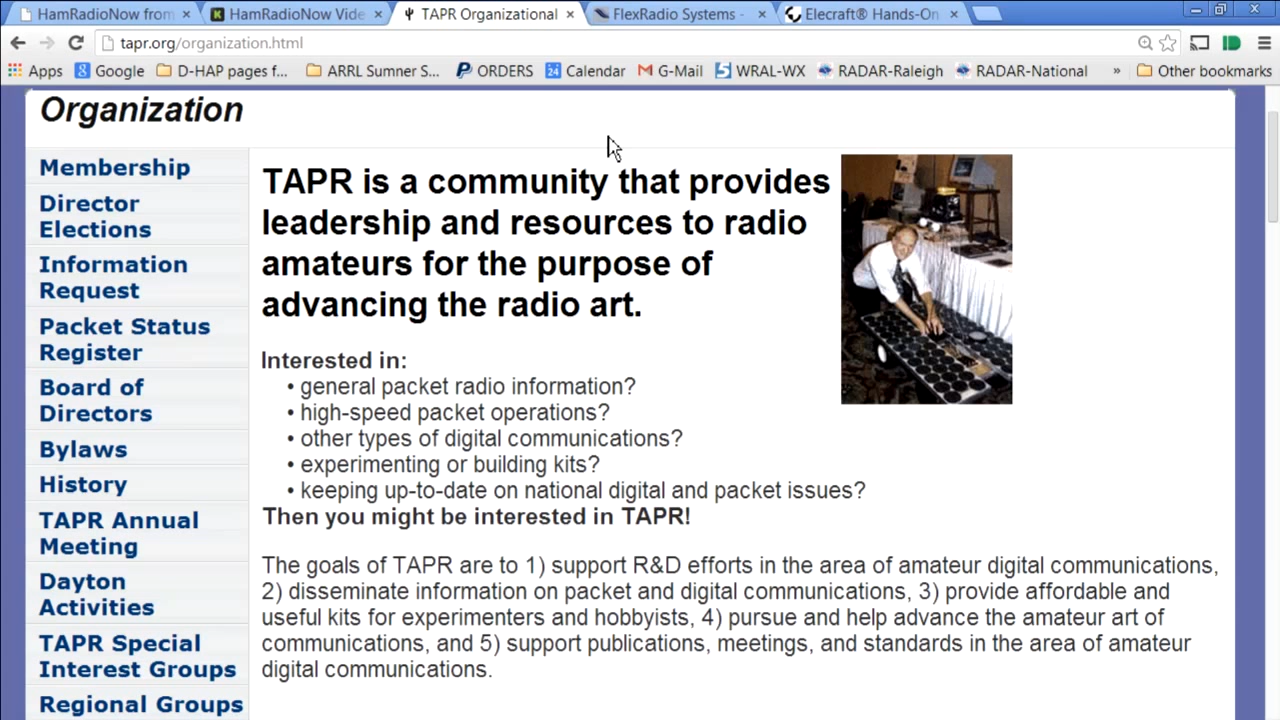 HamRadioNow from
HamRadioNow Vide
TAPR Organizational
FlexRadio Systems -
Elecraft® Hands-On
tapr.org/organization.html
Apps
Google
D-HAP pages f...
ARRL Sumner S...
ORDERS
24 Calendar
G-Mail
WRAL-WX
RADAR-Raleigh
RADAR-National
»
Other bookmarks
Organization
Membership
Director
Elections
Information
Request
Packet Status
Register
Board of
Directors
Bylaws
History
TAPR Annual
Meeting
Dayton
Activities
TAPR Special
Interest Groups
Regional Groups
TAPR is a community that provides
leadership and resources to radio
amateurs for the purpose of
advancing the radio art.
Interested in:
• general packet radio information?
• high-speed packet operations?
• other types of digital communications?
• experimenting or building kits?
• keeping up-to-date on national digital and packet issues?
Then you might be interested in TAPR!
The goals of TAPR are to 1) support R&D efforts in the area of amateur digital communications,
2) disseminate information on packet and digital communications, 3) provide affordable and
useful kits for experimenters and hobbyists, 4) pursue and help advance the amateur art of
communications, and 5) support publications, meetings, and standards in the area of amateur
digital communications.